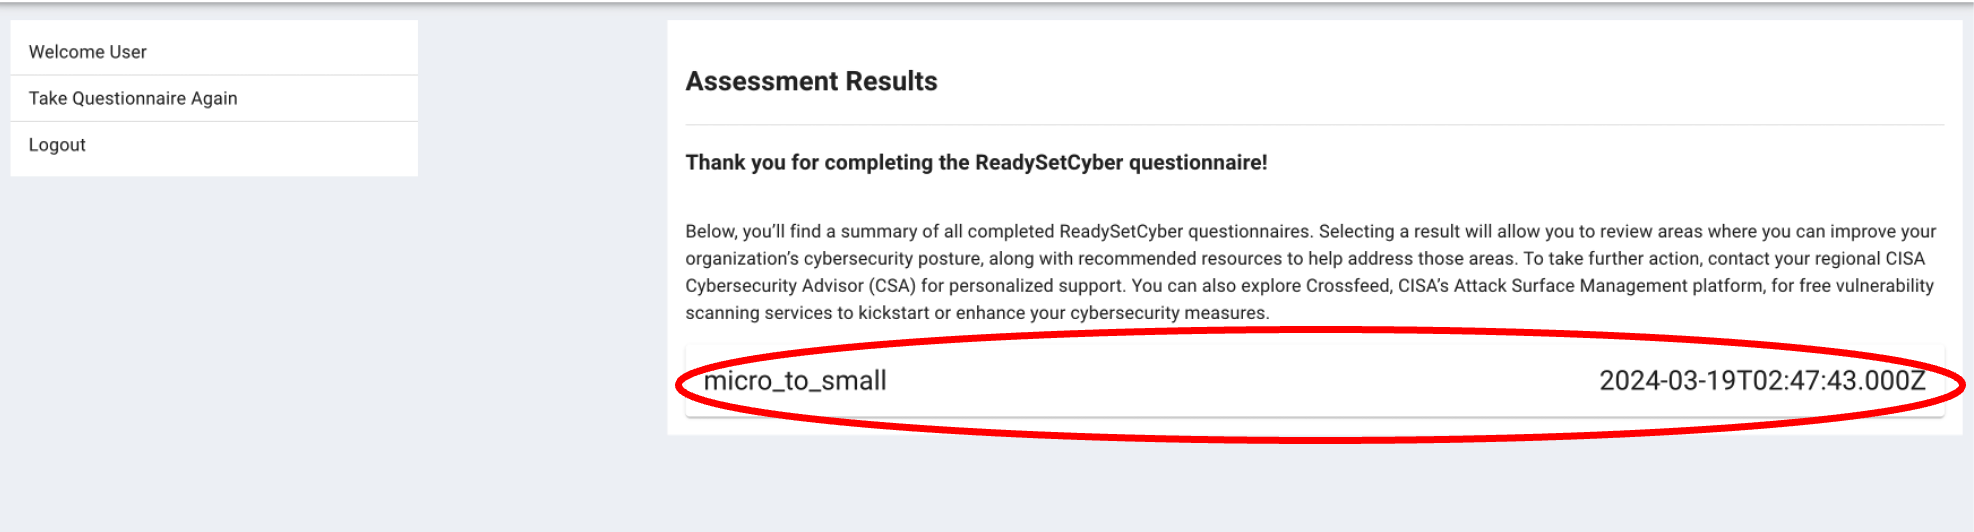 Welcome User
Take Questionnaire Again
Logout
Assessment Results
Thank you for completing the ReadySetCyber questionnaire!
Below, you’ll find a summary of all completed ReadySetCyber questionnaires. Selecting a result will allow you to review areas where you can improve your
organization’s cybersecurity posture, along with recommended resources to help address those areas. To take further action, contact your regional CISA
Cybersecurity Advisor (CSA) for personalized support. You can also explore Crossfeed, CISA’s Attack Surface Management platform, for free vulnerability
scanning services to kickstart or enhance your cybersecurity measures.
micro_to_small 2024-03-19T02:47:43.000Z